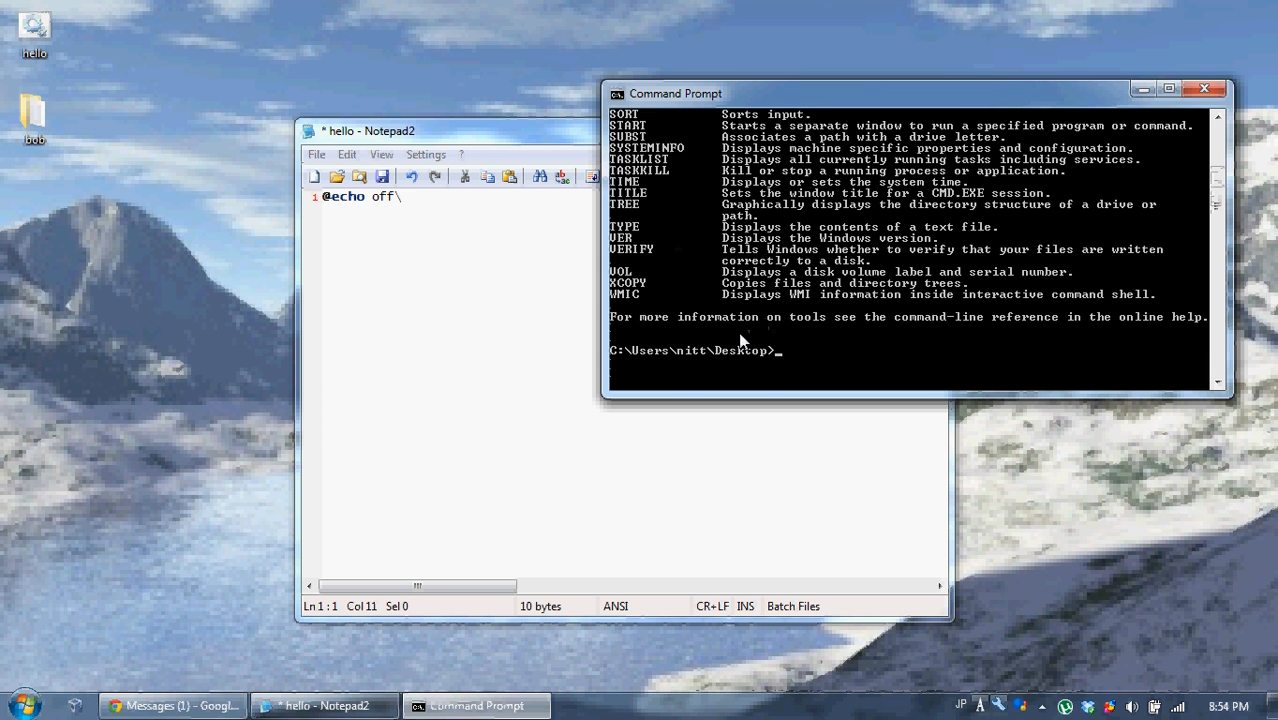 hello
bob
* hello - Notepad2
File Edit View Settings ?
1 @echo off\
Ln 1 : 1 Col 11 Sel 0 10 bytes ANSI CR+LF INS Batch Files
Command Prompt
SORT Sorts input.
START Starts a separate window to run a specified program or command.
SUBST Associates a path with a drive letter.
SYSTEMINFO Displays machine specific properties and configuration.
TASKLIST Displays all currently running tasks including services.
TASKKILL Kill or stop a running process or application.
TIME Displays or sets the system time.
TITLE Sets the window title for a CMD.EXE session.
TREE Graphically displays the directory structure of a drive or
path.
TYPE Displays the contents of a text file.
VER Displays the Windows version.
VERIFY Tells Windows whether to verify that your files are written
correctly to a disk.
VOL Displays a disk volume label and serial number.
XCOPY Copies files and directory trees.
WMIC Displays WMI information inside interactive command shell.
For more information on tools see the command-line reference in the online help.
C:\Users\nitt\Desktop>_
Messages (1) - Googl... * hello - Notepad2 Command Prompt JP A 8:54 PM